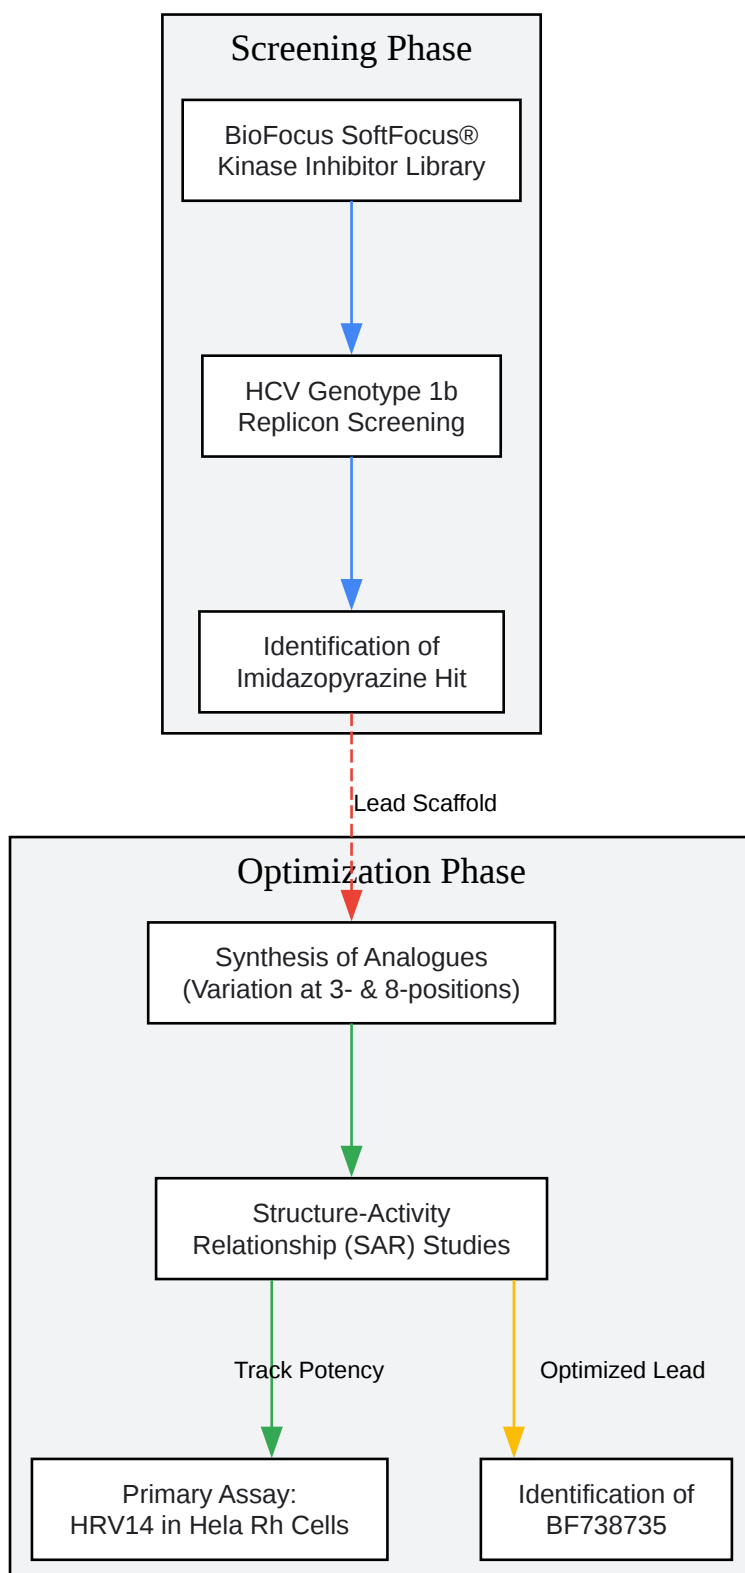 Screening Phase
BioFocus SoftFocus®
Kinase Inhibitor Library
HCV Genotype 1b
Replicon Screening
Identification of
Imidazopyrazine Hit
Lead Scaffold
Optimization Phase
Synthesis of Analogues
(Variation at 3- & 8-positions)
Structure-Activity
Relationship (SAR) Studies
Track Potency
Optimized Lead
Primary Assay:
HRV14 in Hela Rh Cells
Identification of
BF738735